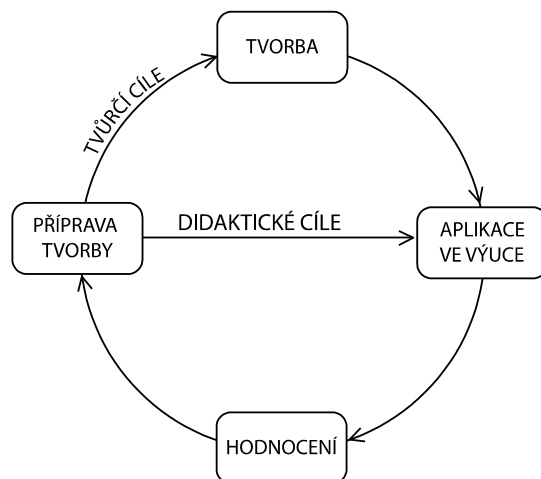 TVORBA
TVŮRČÍ CÍLE
PŘÍPRAVA
TVORBY
DIDAKTICKÉ CÍLE
APLIKACE
VE VÝUCE
HODNOCENÍ